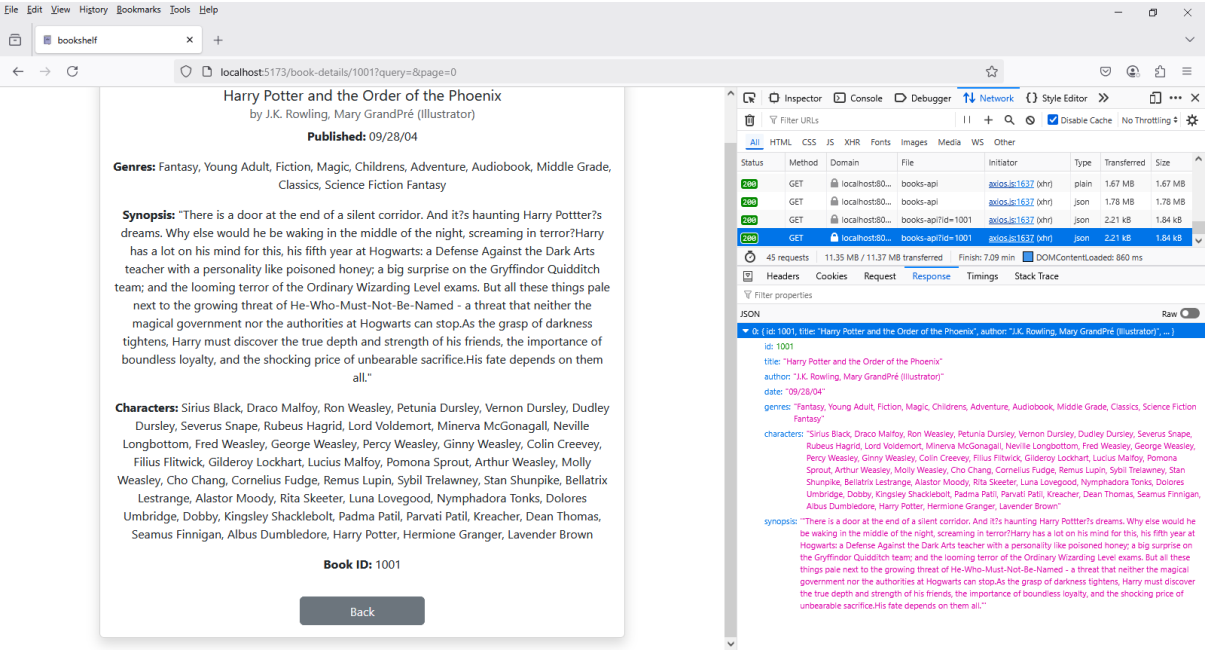 File Edit View History Bookmarks Tools Help
bookshelf
localhost:5173/book-details/1001?query=&page=0
Harry Potter and the Order of the Phoenix
by J.K. Rowling, Mary GrandPré (Illustrator)
Published: 09/28/04
Genres: Fantasy, Young Adult, Fiction, Magic, Childrens, Adventure, Audiobook, Middle Grade,
Classics, Science Fiction Fantasy
Synopsis: "There is a door at the end of a silent corridor. And it?s haunting Harry Pottter?s
dreams. Why else would he be waking in the middle of the night, screaming in terror?Harry
has a lot on his mind for this, his fifth year at Hogwarts: a Defense Against the Dark Arts
teacher with a personality like poisoned honey; a big surprise on the Gryffindor Quidditch
team; and the looming terror of the Ordinary Wizarding Level exams. But all these things pale
next to the growing threat of He-Who-Must-Not-Be-Named - a threat that neither the
magical government nor the authorities at Hogwarts can stop.As the grasp of darkness
tightens, Harry must discover the true depth and strength of his friends, the importance of
boundless loyalty, and the shocking price of unbearable sacrifice.His fate depends on them
all."
Characters: Sirius Black, Draco Malfoy, Ron Weasley, Petunia Dursley, Vernon Dursley, Dudley
Dursley, Severus Snape, Rubeus Hagrid, Lord Voldemort, Minerva McGonagall, Neville
Longbottom, Fred Weasley, George Weasley, Percy Weasley, Ginny Weasley, Colin Creevey,
Filius Flitwick, Gilderoy Lockhart, Lucius Malfoy, Pomona Sprout, Arthur Weasley, Molly
Weasley, Cho Chang, Cornelius Fudge, Remus Lupin, Sybil Trelawney, Stan Shunpike, Bellatrix
Lestrange, Alastor Moody, Rita Skeeter, Luna Lovegood, Nymphadora Tonks, Dolores
Umbridge, Dobby, Kingsley Shacklebolt, Padma Patil, Parvati Patil, Kreacher, Dean Thomas,
Seamus Finnigan, Albus Dumbledore, Harry Potter, Hermione Granger, Lavender Brown
Book ID: 1001
Back
Inspector Console Debugger Network Style Editor
Filter URLs Disable Cache No Throttling
All HTML CSS JS XHR Fonts Images Media WS Other
Status Method Domain File Initiator Type Transferred Size
200 GET localhost:80... books-api axios.js:1637 (xhr) plain 1.67 MB 1.67 MB
200 GET localhost:80... books-api axios.js:1637 (xhr) json 1.78 MB 1.78 MB
200 GET localhost:80... books-api?id=1001 axios.js:1637 (xhr) json 2.21 kB 1.84 kB
200 GET localhost:80... books-api?id=1001 axios.js:1637 (xhr) json 2.21 kB 1.84 kB
45 requests 11.35 MB / 11.37 MB transferred Finish: 7.09 min DOMContentLoaded: 860 ms
Headers Cookies Request Response Timings Stack Trace
Filter properties
JSON Raw
0: { id: 1001, title: "Harry Potter and the Order of the Phoenix", author: "J.K. Rowling, Mary GrandPré (Illustrator)", ... }
id: 1001
title: "Harry Potter and the Order of the Phoenix"
author: "J.K. Rowling, Mary GrandPré (Illustrator)"
date: "09/28/04"
genres: "Fantasy, Young Adult, Fiction, Magic, Childrens, Adventure, Audiobook, Middle Grade, Classics, Science Fiction
Fantasy"
characters: "Sirius Black, Draco Malfoy, Ron Weasley, Petunia Dursley, Vernon Dursley, Dudley Dursley, Severus Snape,
Rubeus Hagrid, Lord Voldemort, Minerva McGonagall, Neville Longbottom, Fred Weasley, George Weasley,
Percy Weasley, Ginny Weasley, Colin Creevey, Filius Flitwick, Gilderoy Lockhart, Lucius Malfoy, Pomona
Sprout, Arthur Weasley, Molly Weasley, Cho Chang, Cornelius Fudge, Remus Lupin, Sybil Trelawney, Stan
Shunpike, Bellatrix Lestrange, Alastor Moody, Rita Skeeter, Luna Lovegood, Nymphadora Tonks, Dolores
Umbridge, Dobby, Kingsley Shacklebolt, Padma Patil, Parvati Patil, Kreacher, Dean Thomas, Seamus Finnigan,
Albus Dumbledore, Harry Potter, Hermione Granger, Lavender Brown"
synopsis: '"There is a door at the end of a silent corridor. And it?s haunting Harry Pottter?s dreams. Why else would he
be waking in the middle of the night, screaming in terror?Harry has a lot on his mind for this, his fifth year at
Hogwarts: a Defense Against the Dark Arts teacher with a personality like poisoned honey; a big surprise on
the Gryffindor Quidditch team; and the looming terror of the Ordinary Wizarding Level exams. But all these
things pale next to the growing threat of He-Who-Must-Not-Be-Named - a threat that neither the magical
government nor the authorities at Hogwarts can stop.As the grasp of darkness tightens, Harry must discover
the true depth and strength of his friends, the importance of boundless loyalty, and the shocking price of
unbearable sacrifice.His fate depends on them all."'